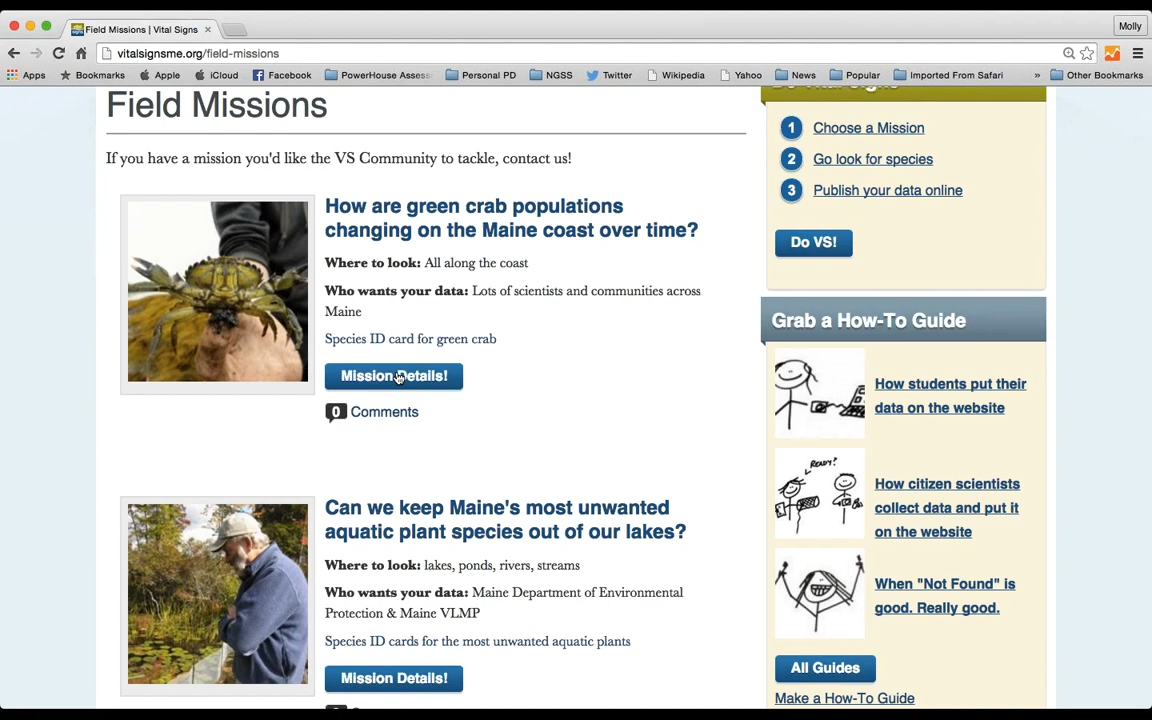 Field Missions | Vital Signs
Molly
vitalsignsme.org/field-missions
Apps Bookmarks Apple iCloud Facebook PowerHouse Assess Personal PD NGSS Twitter Wikipedia Yahoo News Popular Imported From Safari » Other Bookmarks
Field Missions
If you have a mission you'd like the VS Community to tackle, contact us!
How are green crab populations
changing on the Maine coast over time?
Where to look: All along the coast
Who wants your data: Lots of scientists and communities across
Maine
Species ID card for green crab
Mission Details!
0 Comments
Can we keep Maine's most unwanted
aquatic plant species out of our lakes?
Where to look: lakes, ponds, rivers, streams
Who wants your data: Maine Department of Environmental
Protection & Maine VLMP
Species ID cards for the most unwanted aquatic plants
Mission Details!
Do Vital Signs
1 Choose a Mission
2 Go look for species
3 Publish your data online
Do VS!
Grab a How-To Guide
How students put their
data on the website
READY?
How citizen scientists
collect data and put it
on the website
When "Not Found" is
good. Really good.
All Guides
Make a How-To Guide